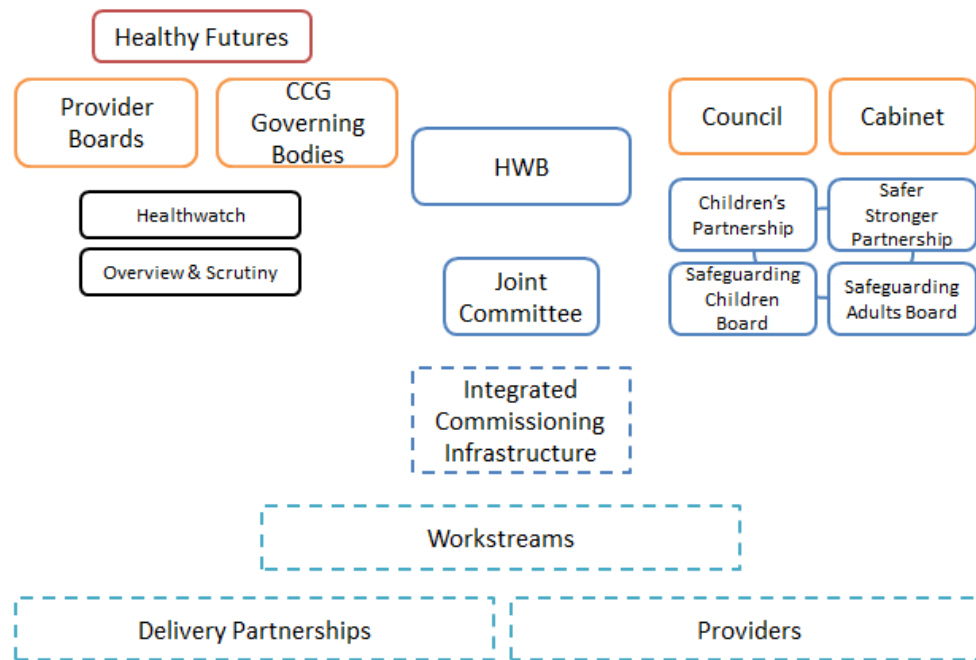 Healthy Futures
Provider
Boards
CCG
Governing
Bodies
HWB
Council
Cabinet
Healthwatch
Overview & Scrutiny
Children's
Partnership
Safer
Stronger
Partnership
Joint
Committee
Safeguarding
Children
Board
Safeguarding
Adults Board
Integrated
Commissioning
Infrastructure
Workstreams
Delivery Partnerships
Providers